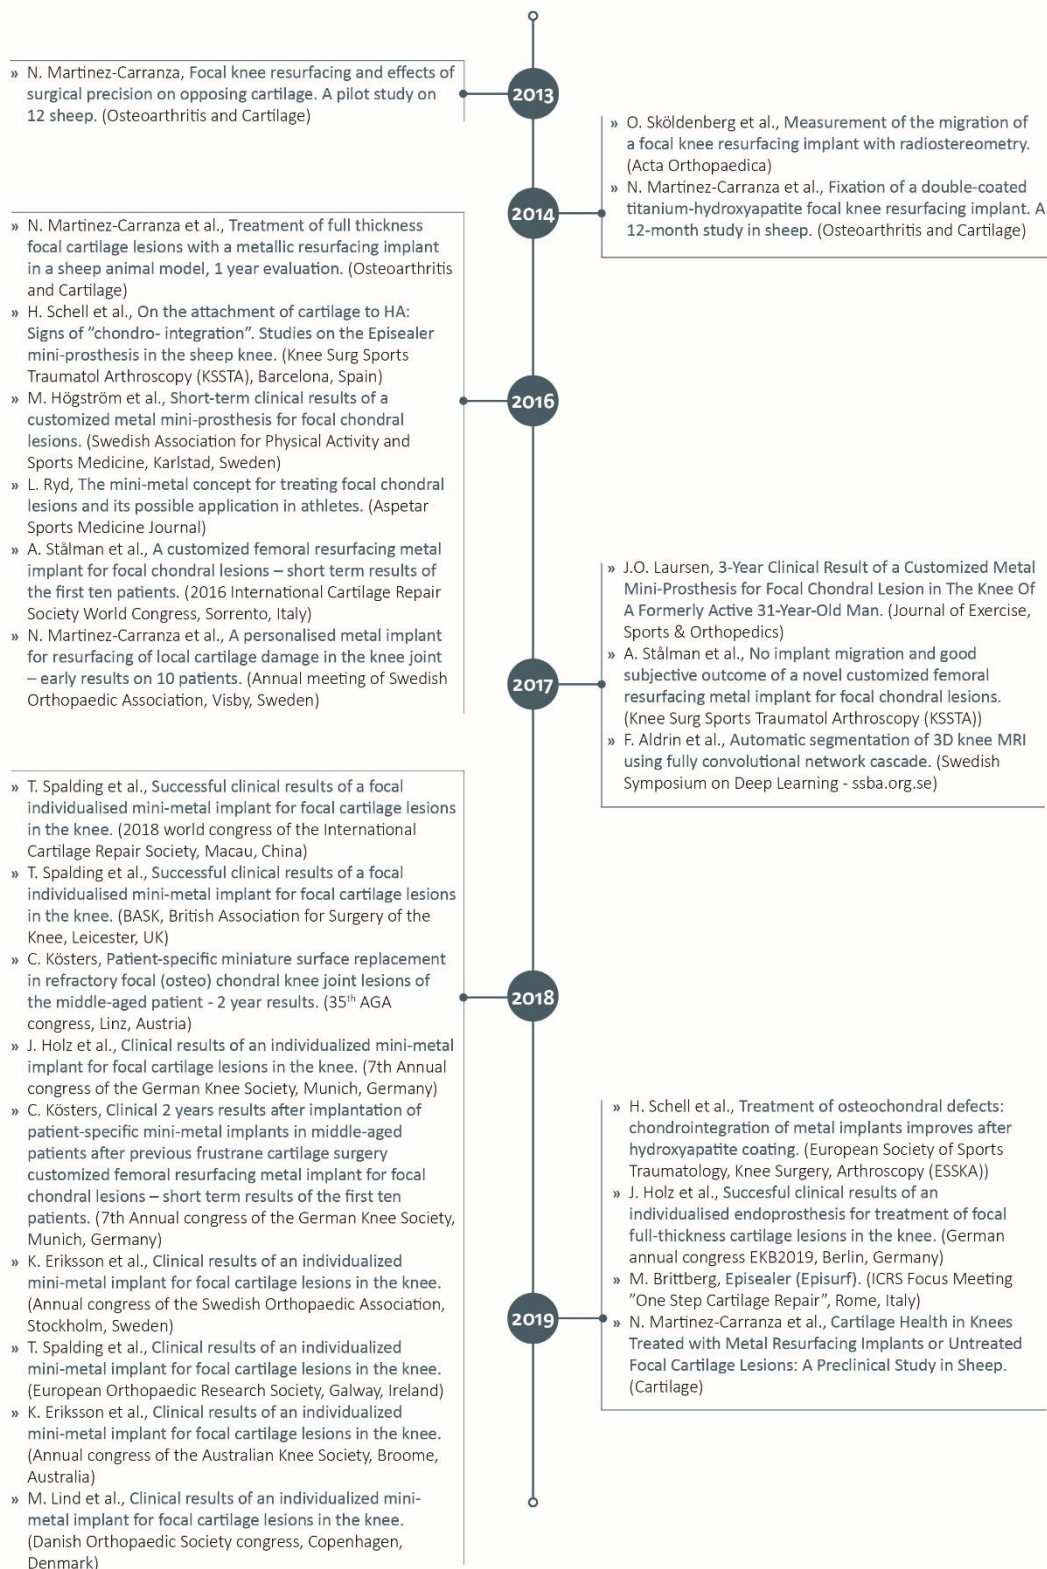 2013
» N. Martinez-Carranza, Focal knee resurfacing and effects of
surgical precision on opposing cartilage. A pilot study on
12 sheep. (Osteoarthritis and Cartilage)
2014
» O. Sköldenberg et al., Measurement of the migration of
a focal knee resurfacing implant with radiostereometry.
(Acta Orthopaedica)
» N. Martinez-Carranza et al., Fixation of a double-coated
titanium-hydroxyapatite focal knee resurfacing implant. A
12-month study in sheep. (Osteoarthritis and Cartilage)
2016
» N. Martinez-Carranza et al., Treatment of full thickness
focal cartilage lesions with a metallic resurfacing implant
in a sheep animal model, 1 year evaluation. (Osteoarthritis
and Cartilage)
» H. Schell et al., On the attachment of cartilage to HA:
Signs of "chondro- integration". Studies on the Episealer
mini-prosthesis in the sheep knee. (Knee Surg Sports
Traumatol Arthroscopy (KSSTA), Barcelona, Spain)
» M. Högström et al., Short-term clinical results of a
customized metal mini-prosthesis for focal chondral
lesions. (Swedish Association for Physical Activity and
Sports Medicine, Karlstad, Sweden)
» L. Ryd, The mini-metal concept for treating focal chondral
lesions and its possible application in athletes. (Aspetar
Sports Medicine Journal)
» A. Stålman et al., A customized femoral resurfacing metal
implant for focal chondral lesions – short term results of
the first ten patients. (2016 International Cartilage Repair
Society World Congress, Sorrento, Italy)
» N. Martinez-Carranza et al., A personalised metal implant
for resurfacing of local cartilage damage in the knee joint
– early results on 10 patients. (Annual meeting of Swedish
Orthopaedic Association, Visby, Sweden)
2017
» J.O. Laursen, 3-Year Clinical Result of a Customized Metal
Mini-Prosthesis for Focal Chondral Lesion in The Knee Of
A Formerly Active 31-Year-Old Man. (Journal of Exercise,
Sports & Orthopedics)
» A. Stålman et al., No implant migration and good
subjective outcome of a novel customized femoral
resurfacing metal implant for focal chondral lesions.
(Knee Surg Sports Traumatol Arthroscopy (KSSTA))
» F. Aldrin et al., Automatic segmentation of 3D knee MRI
using fully convolutional network cascade. (Swedish
Symposium on Deep Learning - ssba.org.se)
2018
» T. Spalding et al., Successful clinical results of a focal
individualised mini-metal implant for focal cartilage lesions
in the knee. (2018 world congress of the International
Cartilage Repair Society, Macau, China)
» T. Spalding et al., Successful clinical results of a focal
individualised mini-metal implant for focal cartilage lesions
in the knee. (BASK, British Association for Surgery of the
Knee, Leicester, UK)
» C. Kösters, Patient-specific miniature surface replacement
in refractory focal (osteo) chondral knee joint lesions of
the middle-aged patient - 2 year results. (35th AGA
congress, Linz, Austria)
» J. Holz et al., Clinical results of an individualized mini-metal
implant for focal cartilage lesions in the knee. (7th Annual
congress of the German Knee Society, Munich, Germany)
» C. Kösters, Clinical 2 years results after implantation of
patient-specific mini-metal implants in middle-aged
patients after previous frustrane cartilage surgery
customized femoral resurfacing metal implant for focal
chondral lesions – short term results of the first ten
patients. (7th Annual congress of the German Knee Society,
Munich, Germany)
» K. Eriksson et al., Clinical results of an individualized
mini-metal implant for focal cartilage lesions in the knee.
(Annual congress of the Swedish Orthopaedic Association,
Stockholm, Sweden)
» T. Spalding et al., Clinical results of an individualized
mini-metal implant for focal cartilage lesions in the knee.
(European Orthopaedic Research Society, Galway, Ireland)
» K. Eriksson et al., Clinical results of an individualized
mini-metal implant for focal cartilage lesions in the knee.
(Annual congress of the Australian Knee Society, Broome,
Australia)
» M. Lind et al., Clinical results of an individualized mini-
metal implant for focal cartilage lesions in the knee.
(Danish Orthopaedic Society congress, Copenhagen,
Denmark)
2019
» H. Schell et al., Treatment of osteochondral defects:
chondrointegration of metal implants improves after
hydroxyapatite coating. (European Society of Sports
Traumatology, Knee Surgery, Arthroscopy (ESSKA))
» J. Holz et al., Succesful clinical results of an
individualised endoprosthesis for treatment of focal
full-thickness cartilage lesions in the knee. (German
annual congress EKB2019, Berlin, Germany)
» M. Brittberg, Episealer (Episurf). (ICRS Focus Meeting
"One Step Cartilage Repair", Rome, Italy)
» N. Martinez-Carranza et al., Cartilage Health in Knees
Treated with Metal Resurfacing Implants or Untreated
Focal Cartilage Lesions: A Preclinical Study in Sheep.
(Cartilage)